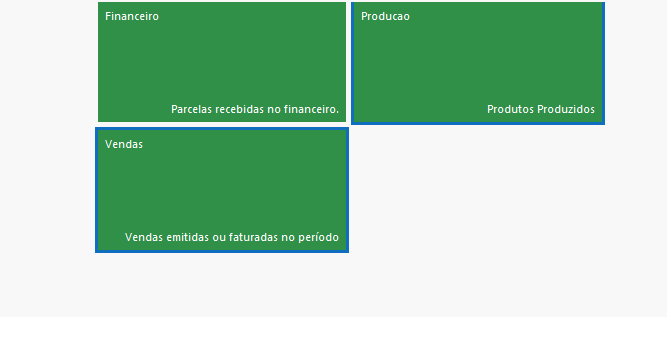 Financeiro
Parcelas recebidas no financeiro.
Producao
Produtos Produzidos
Vendas
Vendas emitidas ou faturadas no período